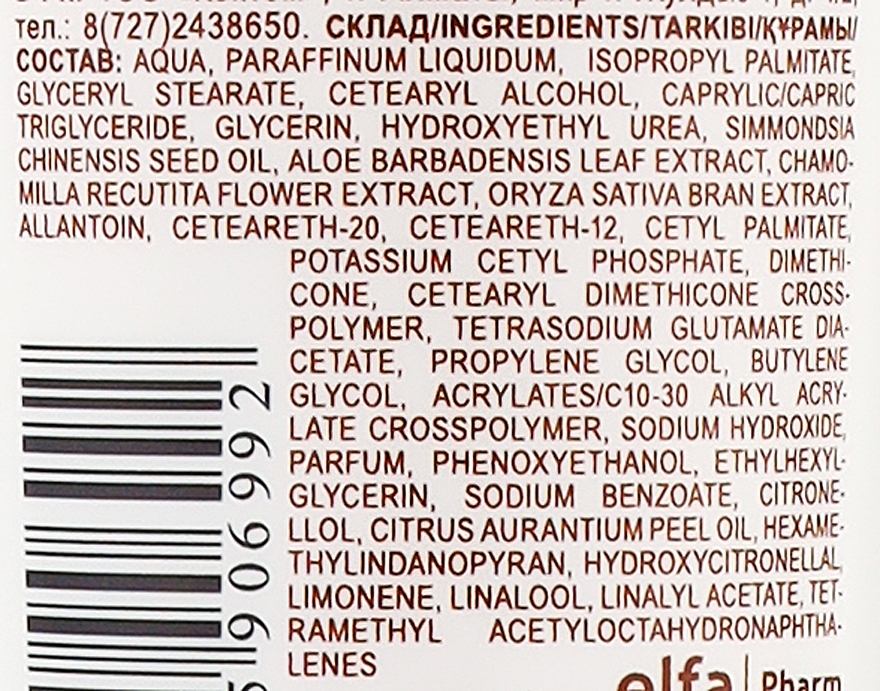 тел.: 8(727)2438650. СКЛАД/INGREDIENTS/TARKIBI/ҚҰРАМЫ/
СОСТАВ: AQUA, PARAFFINUM LIQUIDUM, ISOPROPYL PALMITATE,
GLYCERYL STEARATE, CETEARYL ALCOHOL, CAPRYLIC/CAPRIC
TRIGLYCERIDE, GLYCERIN, HYDROXYETHYL UREA, SIMMONDSIA
CHINENSIS SEED OIL, ALOE BARBADENSIS LEAF EXTRACT, CHAMO-
MILLA RECUTITA FLOWER EXTRACT, ORYZA SATIVA BRAN EXTRACT,
ALLANTOIN, CETEARETH-20, CETEARETH-12, CETYL PALMITATE,
POTASSIUM CETYL PHOSPHATE, DIMETHI-
CONE, CETEARYL DIMETHICONE CROSS-
POLYMER, TETRASODIUM GLUTAMATE DIA-
CETATE, PROPYLENE GLYCOL, BUTYLENE
GLYCOL, ACRYLATES/C10-30 ALKYL ACRY-
LATE CROSSPOLYMER, SODIUM HYDROXIDE,
PARFUM, PHENOXYETHANOL, ETHYLHEXYL-
GLYCERIN, SODIUM BENZOATE, CITRONE-
LLOL, CITRUS AURANTIUM PEEL OIL, HEXAME-
THYLINDANOPYRAN, HYDROXYCITRONELLAL,
LIMONENE, LINALOOL, LINALYL ACETATE, TET-
RAMETHYL ACETYLOCTAHYDRONAPHTHA-
LENES
906992
elfa Pharm